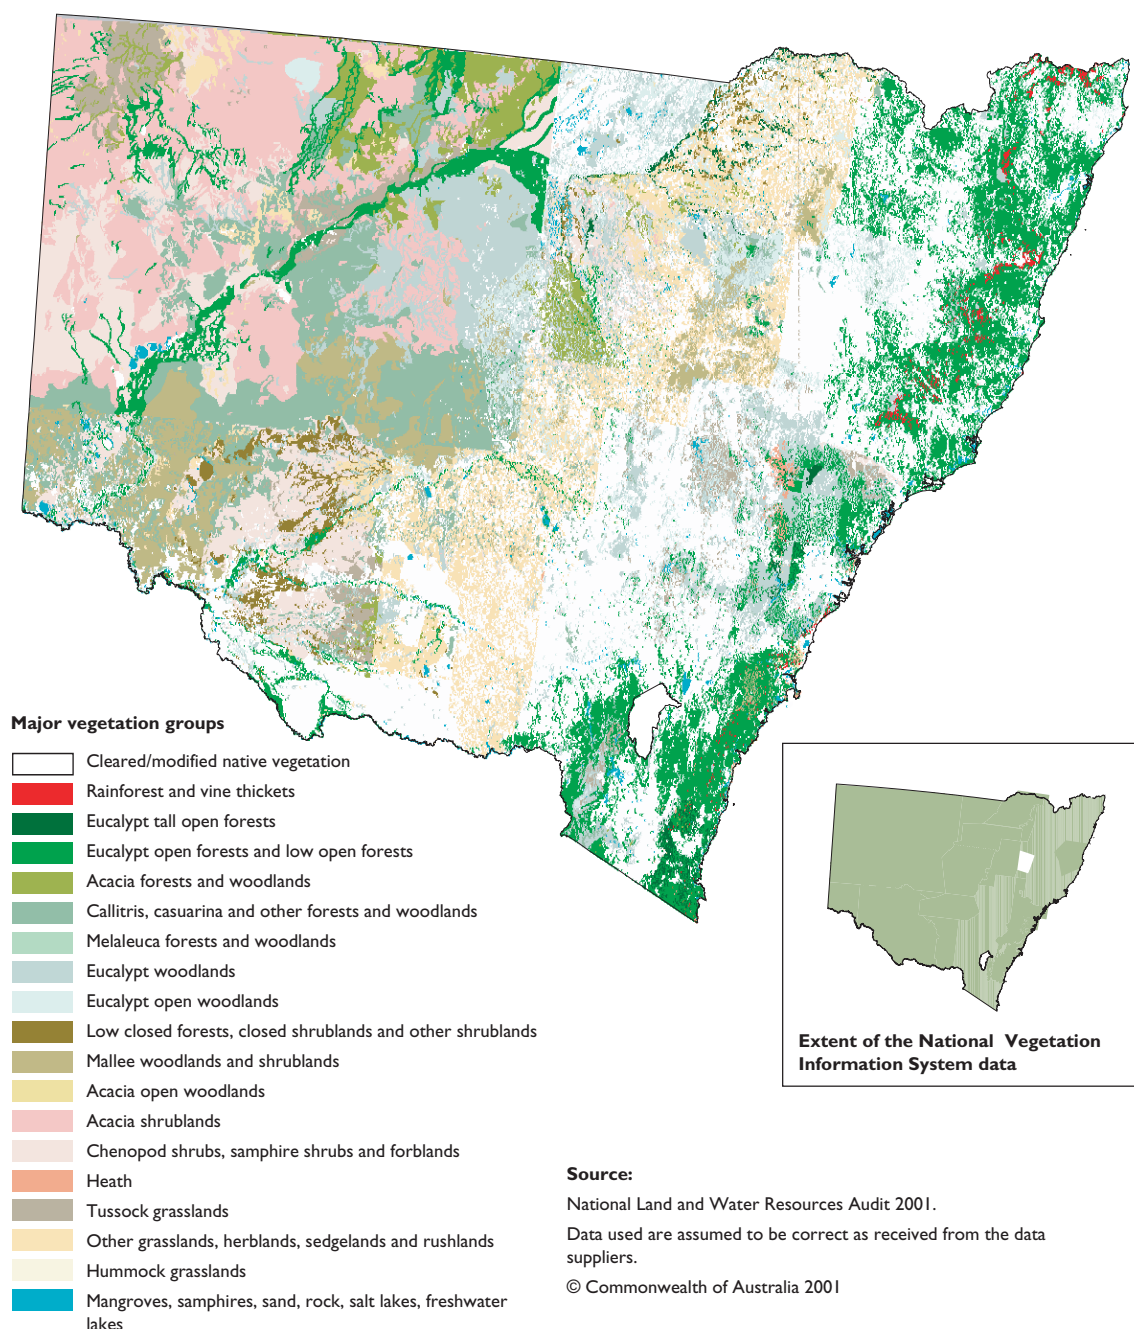 Major vegetation groups
Cleared/modified native vegetation
Rainforest and vine thickets
Eucalypt tall open forests
Eucalypt open forests and low open forests
Acacia forests and woodlands
Callitris, casuarina and other forests and woodlands
Melaleuca forests and woodlands
Eucalypt woodlands
Eucalypt open woodlands
Low closed forests, closed shrublands and other shrublands
Mallee woodlands and shrublands
Acacia open woodlands
Acacia shrublands
Chenopod shrubs, samphire shrubs and forblands
Heath
Tussock grasslands
Other grasslands, herblands, sedgelands and rushlands
Hummock grasslands
Mangroves, samphires, sand, rock, salt lakes, freshwater
lakes
Extent of the National Vegetation
Information System data
Source:
National Land and Water Resources Audit 2001.
Data used are assumed to be correct as received from the data
suppliers.
© Commonwealth of Australia 2001